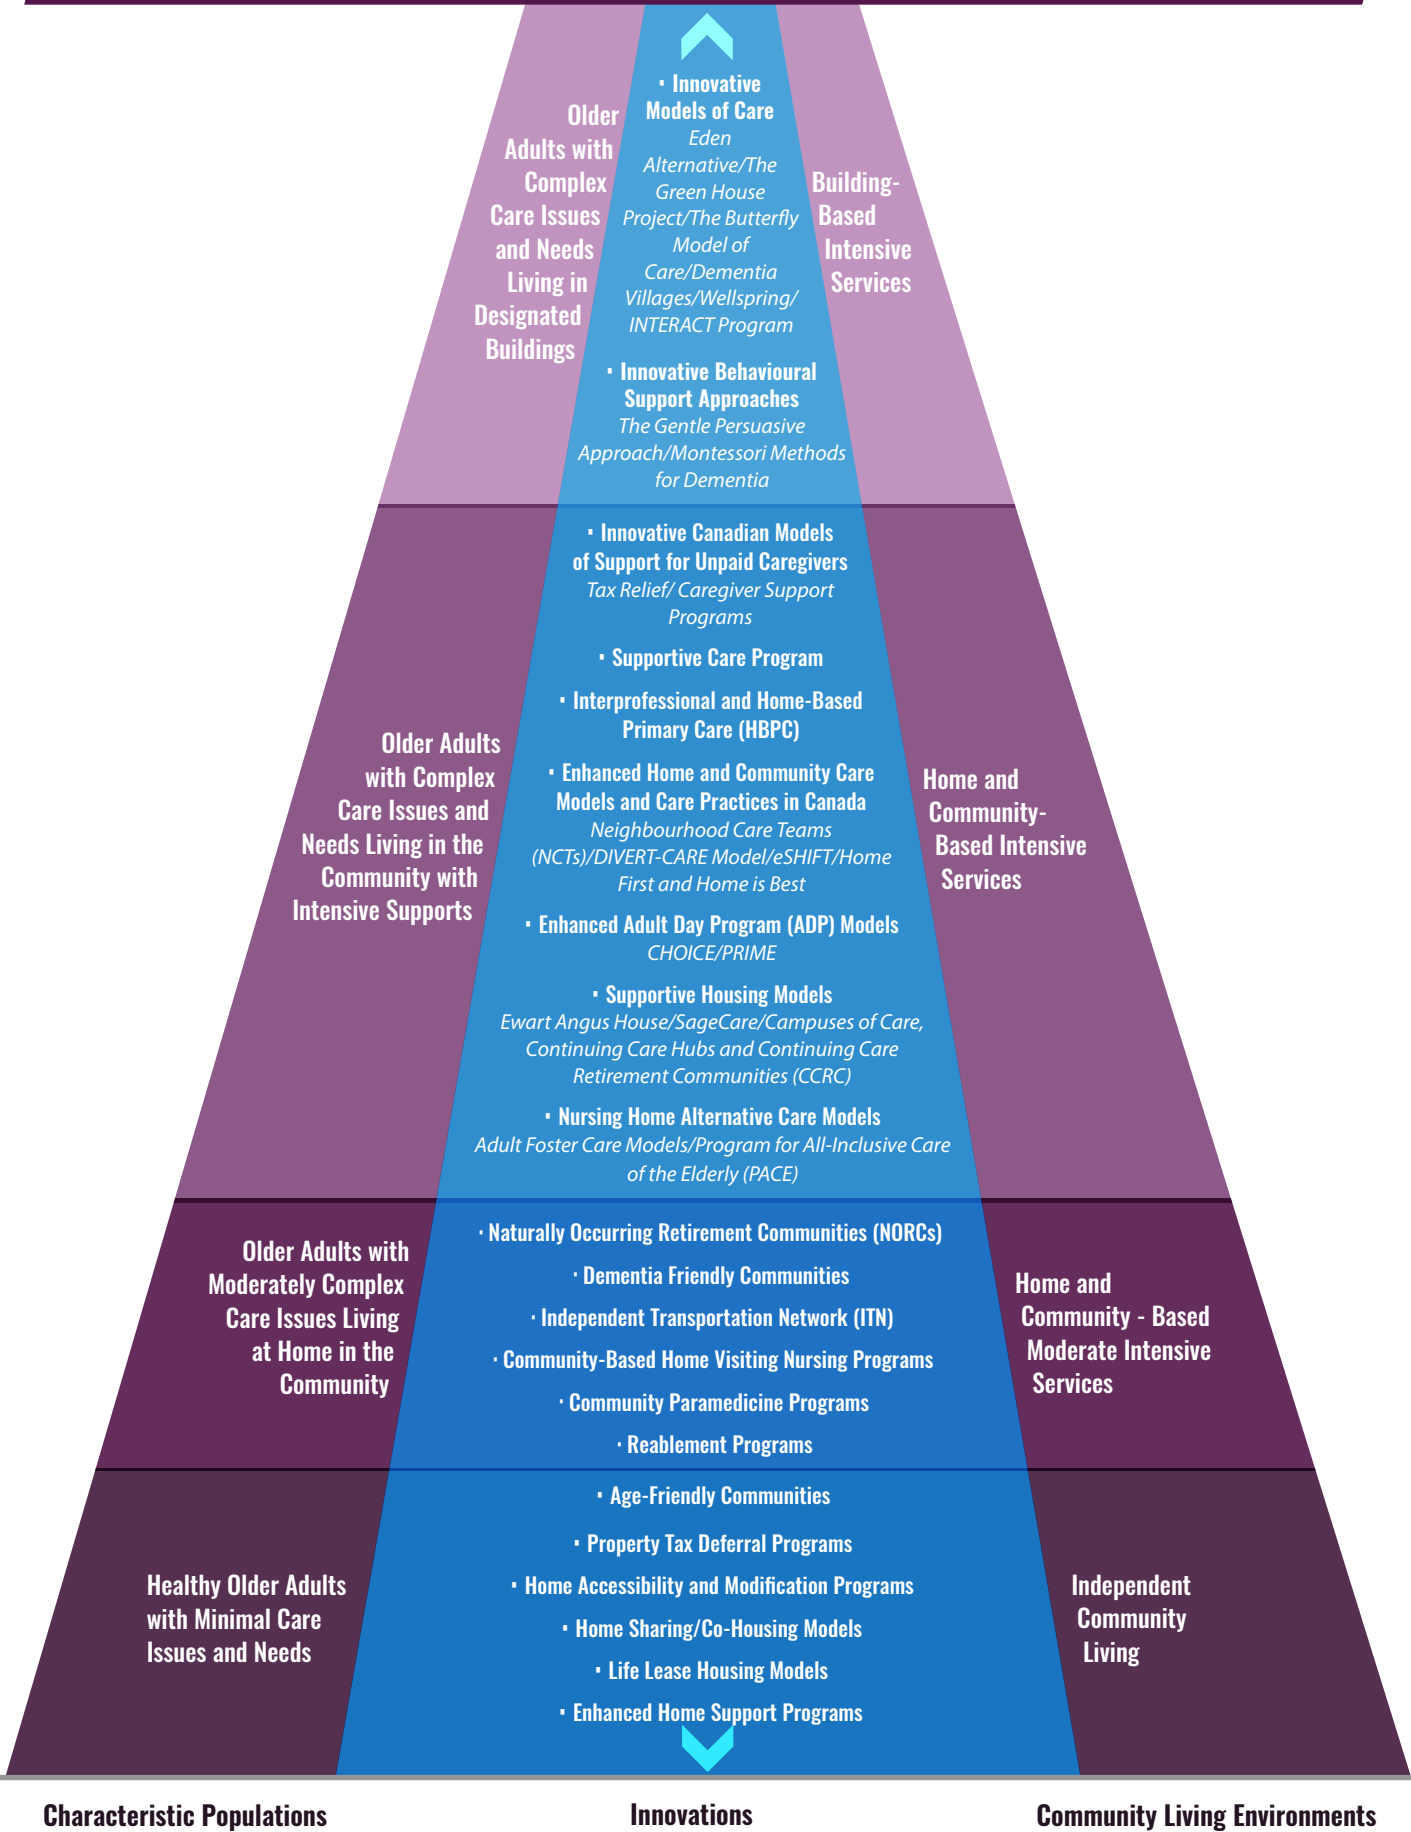 Older
Adults with
Complex
Care Issues
and Needs
Living in
Designated
Buildings
· Innovative
Models of Care
Eden
Alternative/The
Green House
Project/The Butterfly
Model of
Care/Dementia
Villages/Wellspring/
INTERACT Program
· Innovative Behavioural
Support Approaches
The Gentle Persuasive
Approach/Montessori Methods
for Dementia
Building-
Based
Intensive
Services
Older Adults
with Complex
Care Issues and
Needs Living in the
Community with
Intensive Supports
· Innovative Canadian Models
of Support for Unpaid Caregivers
Tax Relief/ Caregiver Support
Programs
· Supportive Care Program
· Interprofessional and Home-Based
Primary Care (HBPC)
· Enhanced Home and Community Care
Models and Care Practices in Canada
Neighbourhood Care Teams
(NCTs)/DIVERT-CARE Model/eSHIFT/Home
First and Home is Best
· Enhanced Adult Day Program (ADP) Models
CHOICE/PRIME
· Supportive Housing Models
Ewart Angus House/SageCare/Campuses of Care,
Continuing Care Hubs and Continuing Care
Retirement Communities (CCRC)
· Nursing Home Alternative Care Models
Adult Foster Care Models/Program for All-Inclusive Care
of the Elderly (PACE)
Home and
Community-
Based Intensive
Services
Older Adults with
Moderately Complex
Care Issues Living
at Home in the
Community
· Naturally Occurring Retirement Communities (NORCs)
· Dementia Friendly Communities
· Independent Transportation Network (ITN)
· Community-Based Home Visiting Nursing Programs
· Community Paramedicine Programs
· Reablement Programs
Home and
Community - Based
Moderate Intensive
Services
Healthy Older Adults
with Minimal Care
Issues and Needs
· Age-Friendly Communities
· Property Tax Deferral Programs
· Home Accessibility and Modification Programs
· Home Sharing/Co-Housing Models
· Life Lease Housing Models
· Enhanced Home Support Programs
Independent
Community
Living
Characteristic Populations
Innovations
Community Living Environments